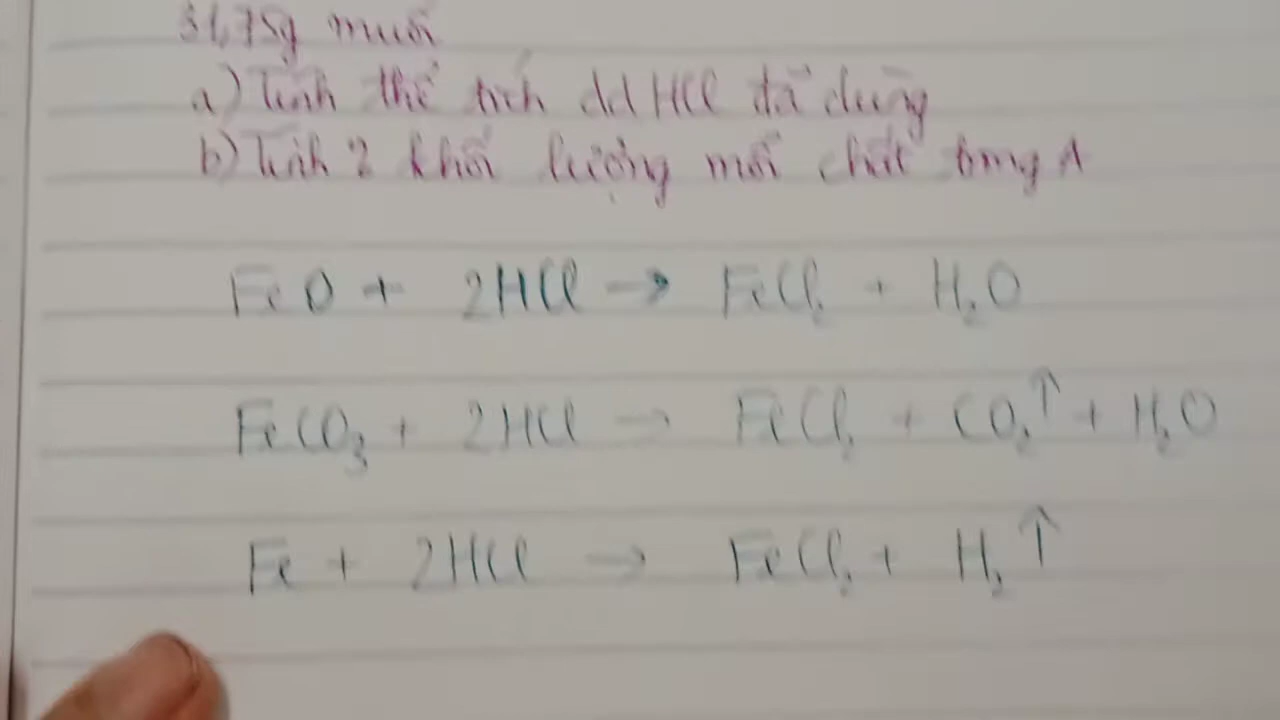 31,75g muối
a) Tính thể tích dd HCl đã dùng
b) Tính % khối lượng mỗi chất trong A
FeO + 2HCl → FeCl₂ + H₂O
FeCO₃ + 2HCl → FeCl₂ + CO₂↑ + H₂O
Fe + 2HCl → FeCl₂ + H₂↑